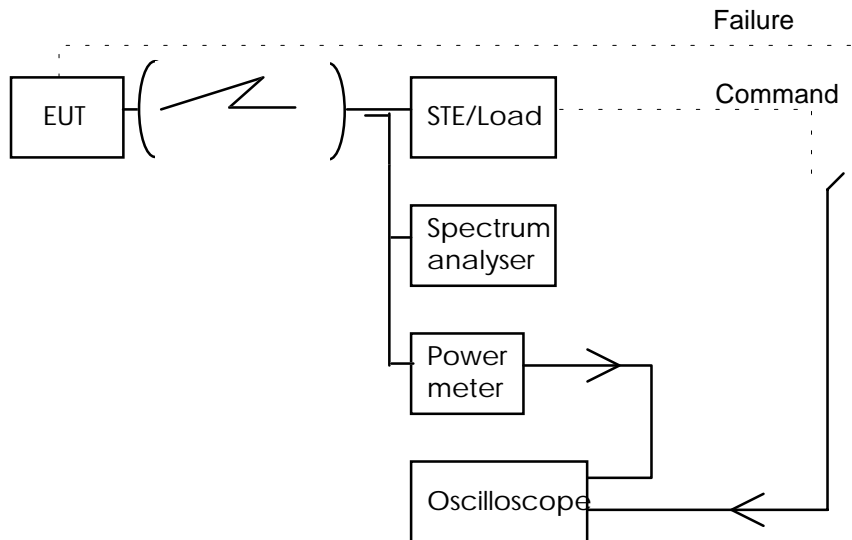 Failure
EUT
STE/Load
Command
Spectrum
analyser
Power
meter
Oscilloscope